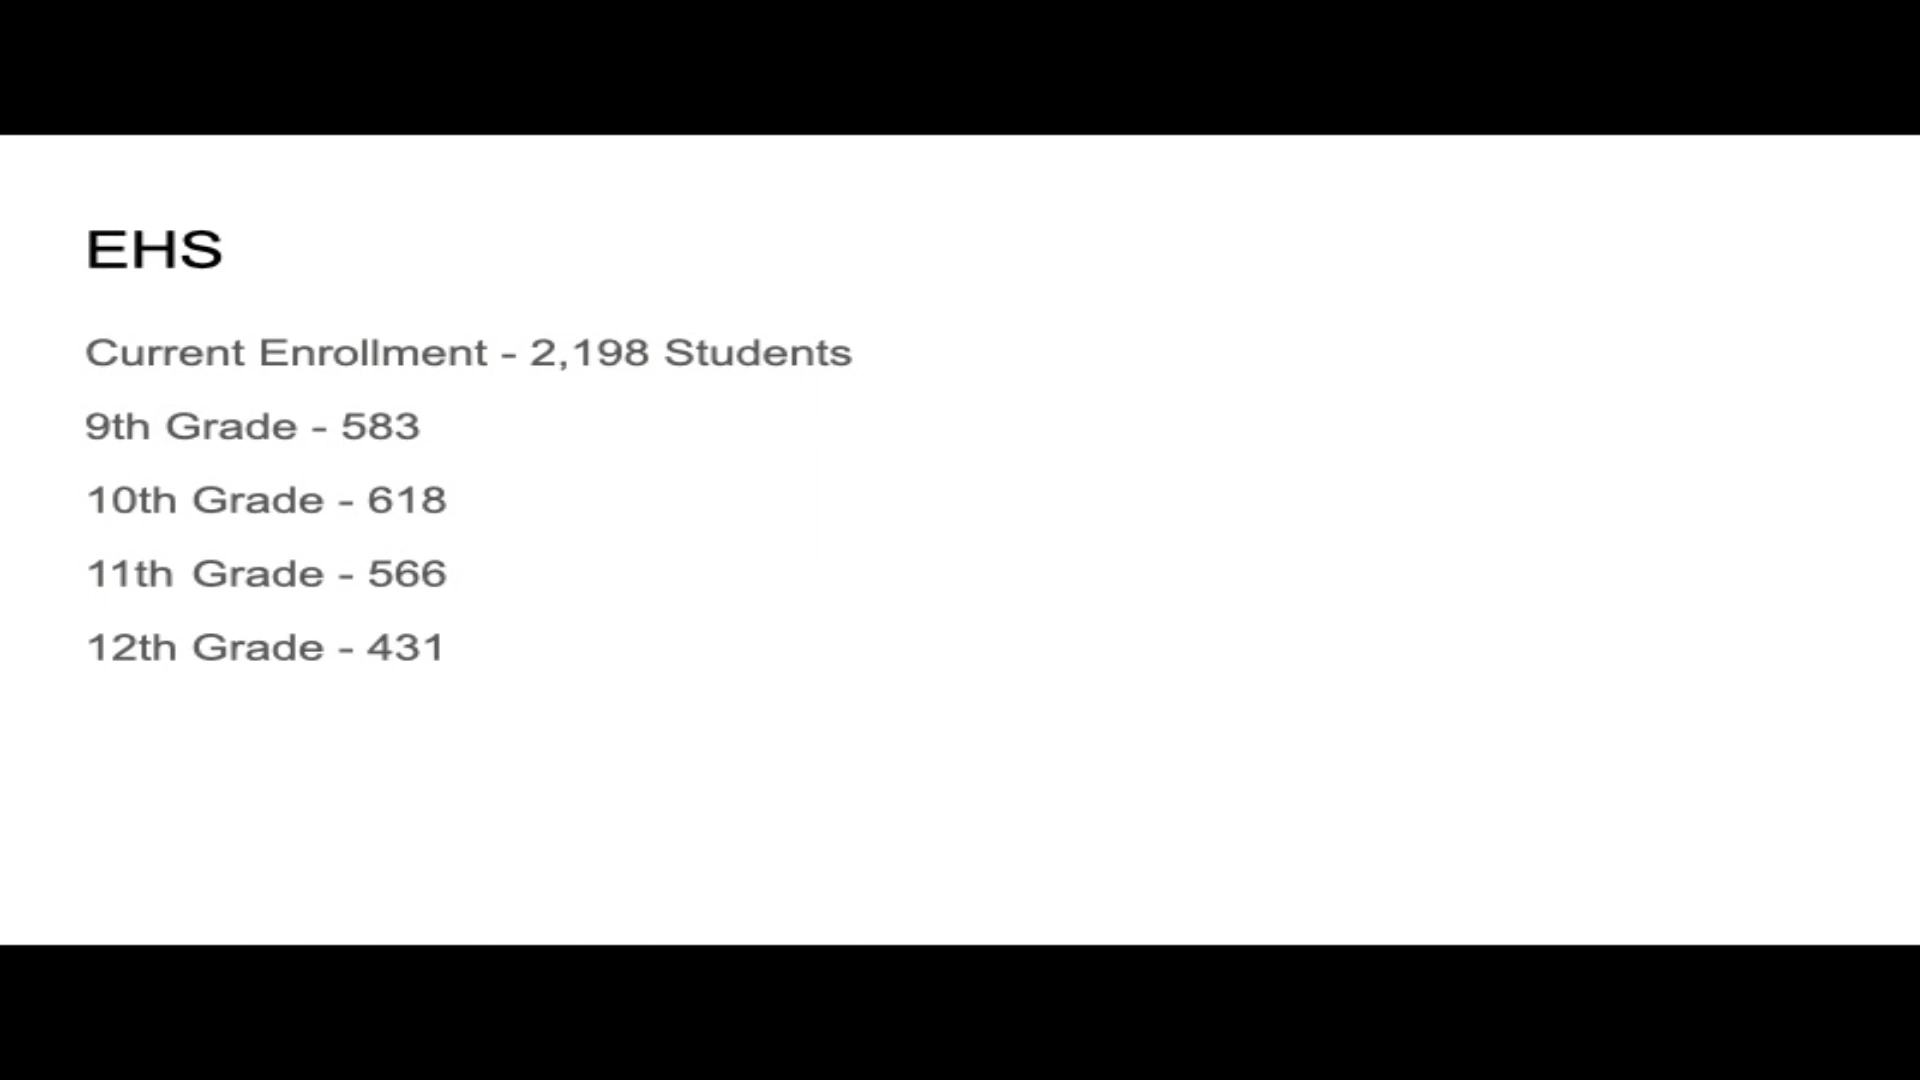 EHS
Current Enrollment - 2,198 Students
9th Grade - 583
10th Grade - 618
11th Grade - 566
12th Grade - 431